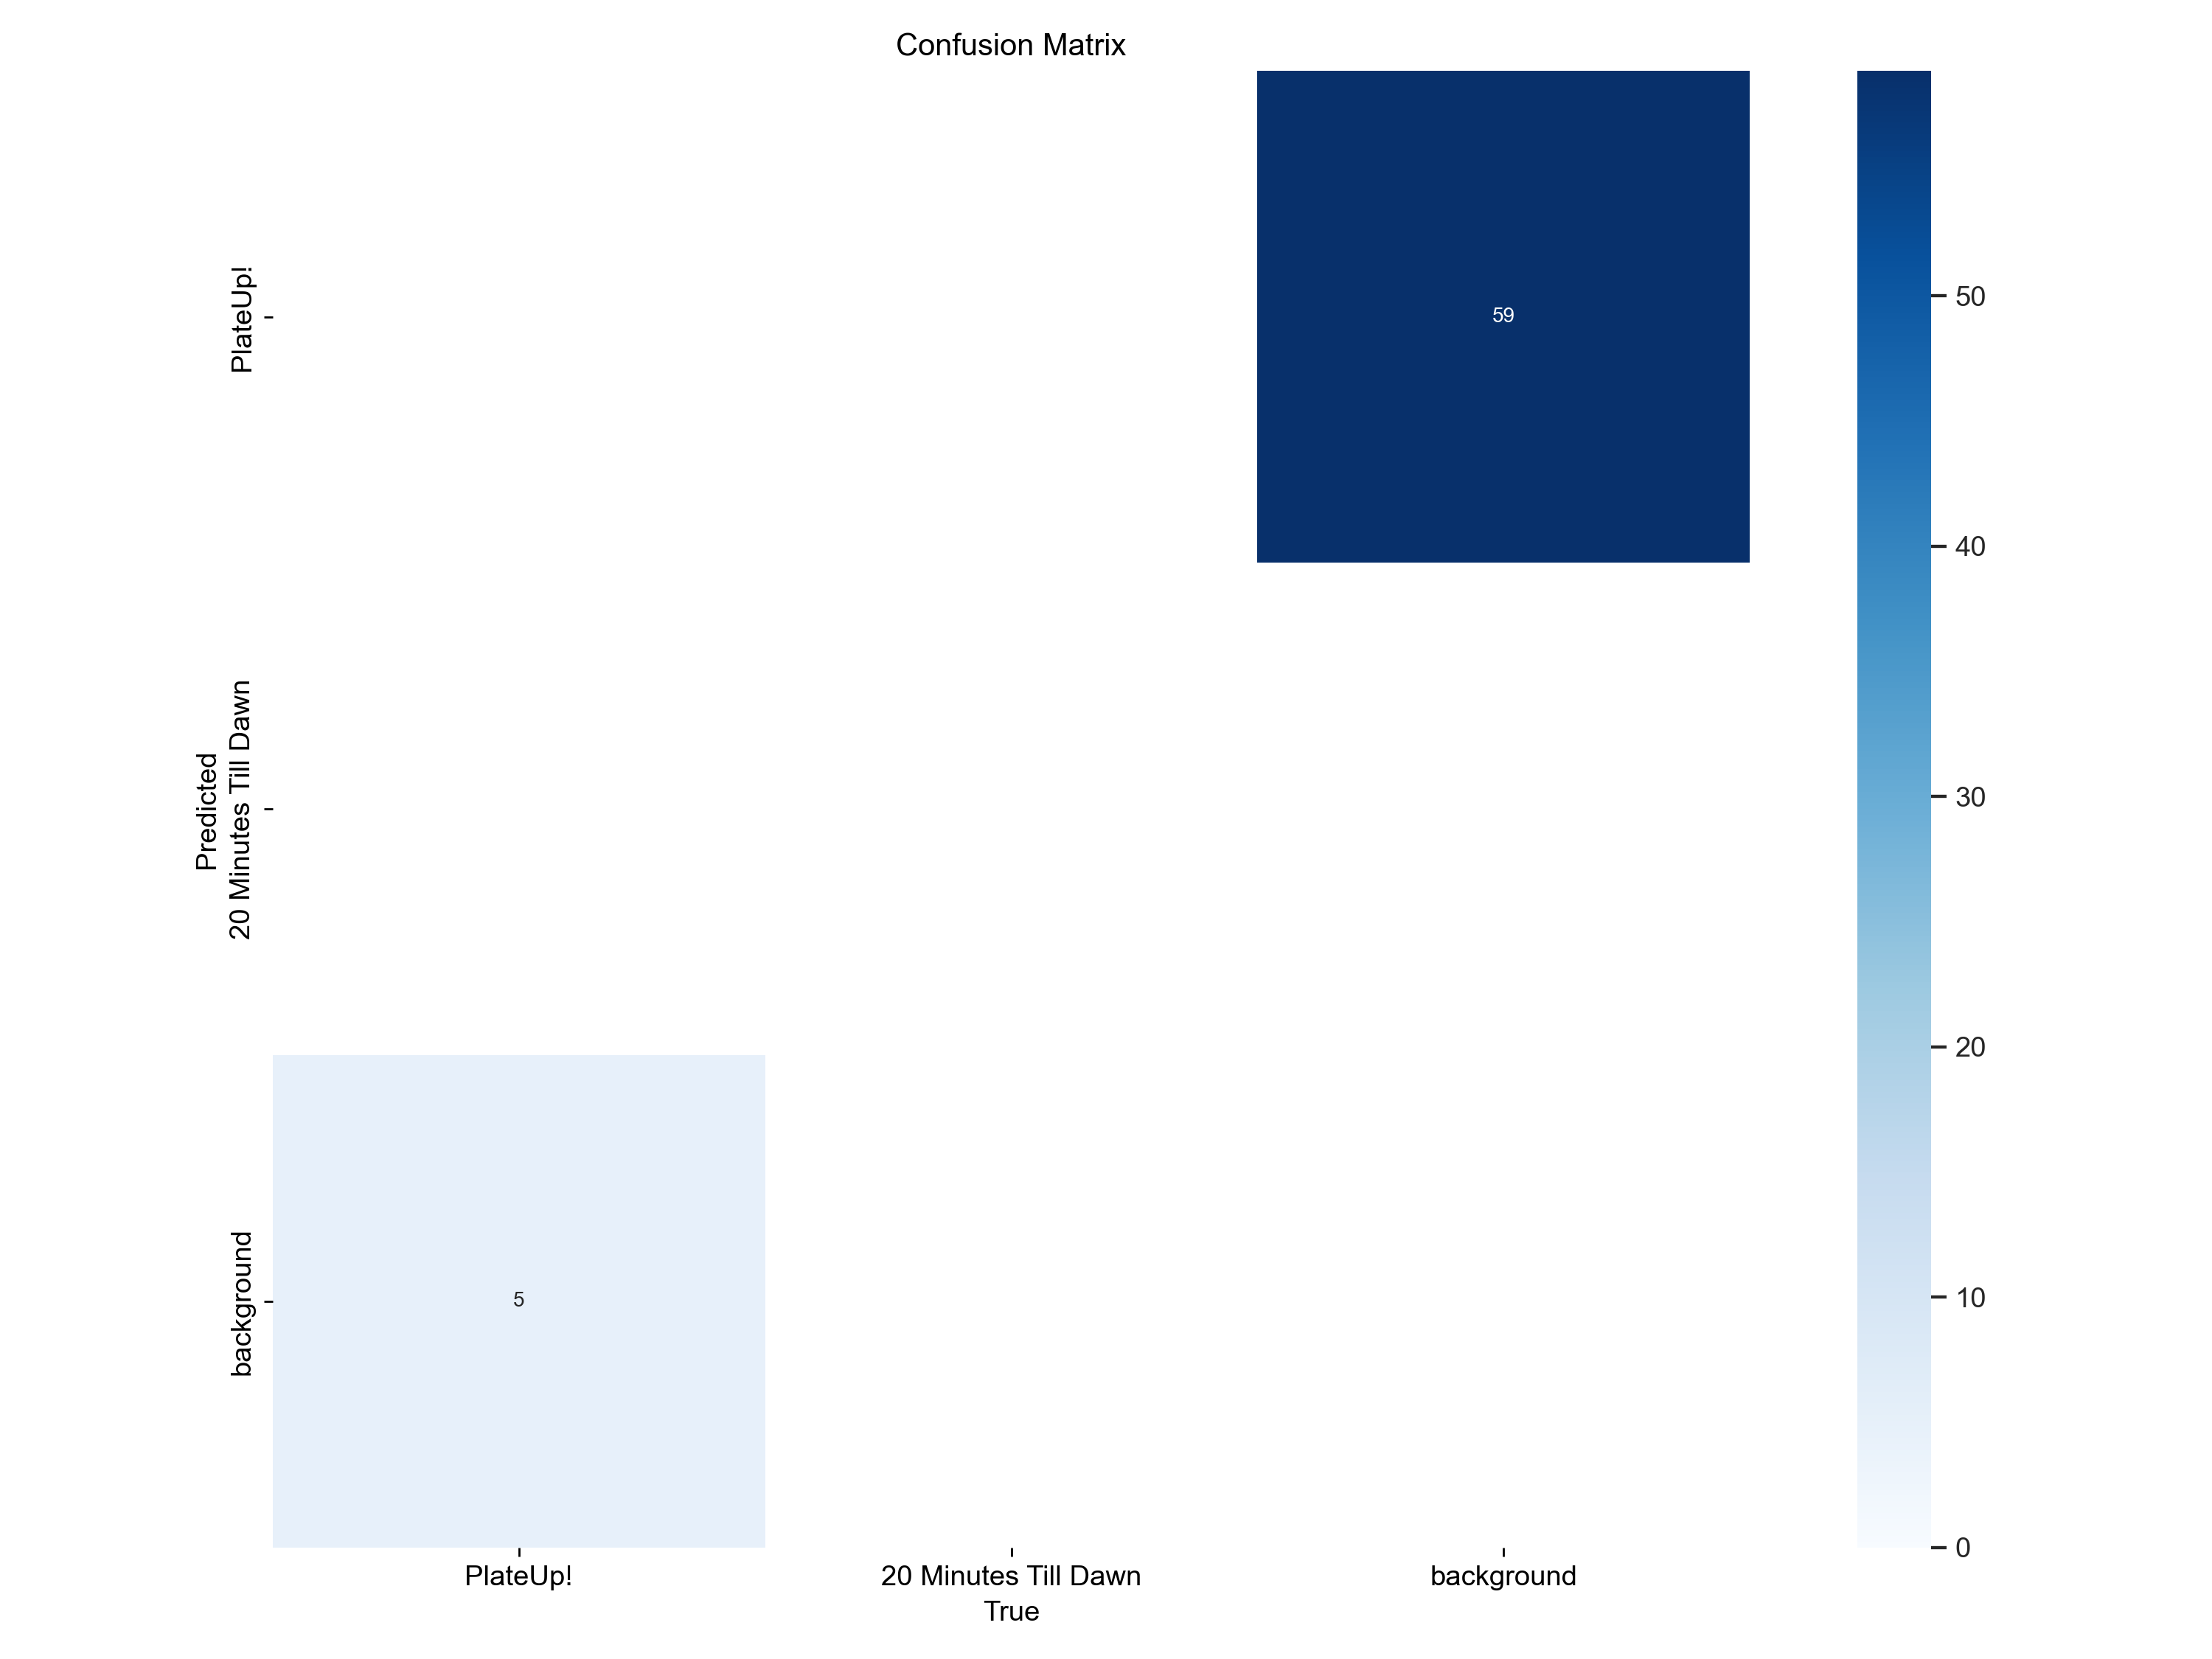 Confusion Matrix
PlateUp!
20 Minutes Till Dawn
background
Predicted
59
5
PlateUp!
20 Minutes Till Dawn
background
True
50
40
30
20
10
0